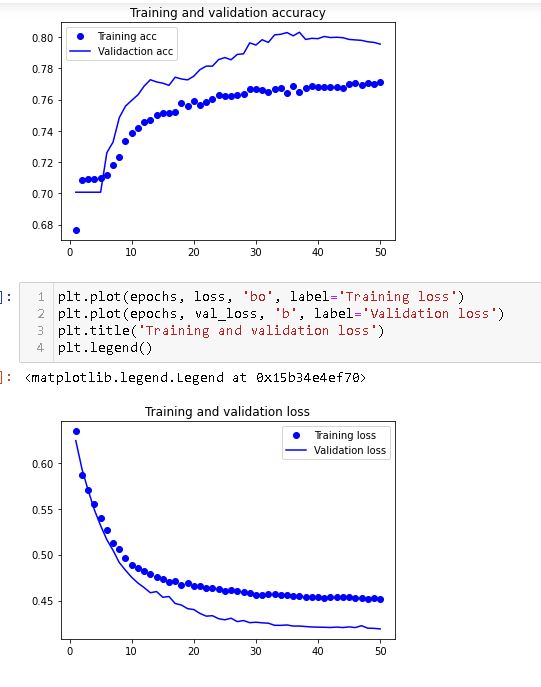 Training and validation accuracy
0.80
0.78
0.76
0.74
0.72
0.70
0.68
Training acc
Validaction acc
0 10 20 30 40 50
]: 1 plt.plot(epochs, loss, 'bo', label='Training loss')
2 plt.plot(epochs, val_loss, 'b', label='Validation loss')
3 plt.title('Training and validation loss')
4 plt.legend()
]: <matplotlib.legend.Legend at 0x15b34e4ef70>
Training and validation loss
0.60
0.55
0.50
0.45
Training loss
Validation loss
0 10 20 30 40 50